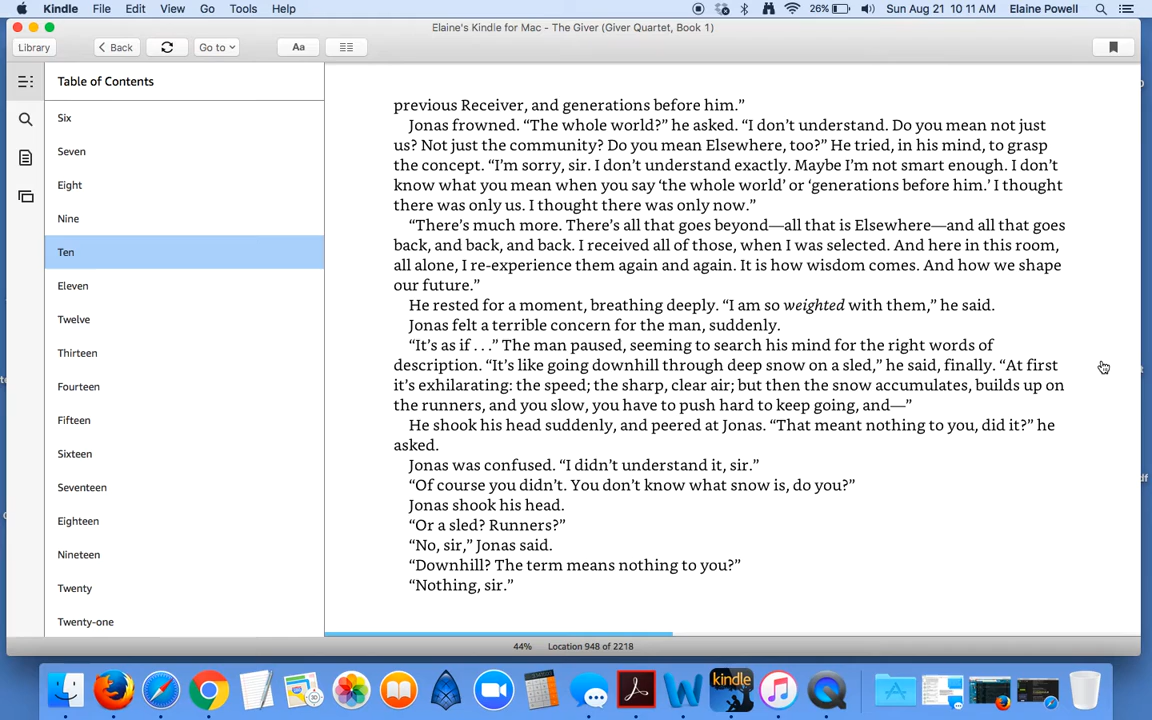 Kindle File Edit View Go Tools Help 26% Sun Aug 21 10:11 AM Elaine Powell
Elaine's Kindle for Mac - The Giver (Giver Quartet, Book 1)
Library Back Go to Aa
Table of Contents
Six
Seven
Eight
Nine
Ten
Eleven
Twelve
Thirteen
Fourteen
Fifteen
Sixteen
Seventeen
Eighteen
Nineteen
Twenty
Twenty-one
previous Receiver, and generations before him.”
Jonas frowned. “The whole world?” he asked. “I don’t understand. Do you mean not just
us? Not just the community? Do you mean Elsewhere, too?” He tried, in his mind, to grasp
the concept. “I’m sorry, sir. I don’t understand exactly. Maybe I’m not smart enough. I don’t
know what you mean when you say ‘the whole world’ or ‘generations before him.’ I thought
there was only us. I thought there was only now.”
“There’s much more. There’s all that goes beyond—all that is Elsewhere—and all that goes
back, and back, and back. I received all of those, when I was selected. And here in this room,
all alone, I re-experience them again and again. It is how wisdom comes. And how we shape
our future.”
He rested for a moment, breathing deeply. “I am so weighted with them,” he said.
Jonas felt a terrible concern for the man, suddenly.
“It’s as if . . .” The man paused, seeming to search his mind for the right words of
description. “It’s like going downhill through deep snow on a sled,” he said, finally. “At first
it’s exhilarating: the speed; the sharp, clear air; but then the snow accumulates, builds up on
the runners, and you slow, you have to push hard to keep going, and—”
He shook his head suddenly, and peered at Jonas. “That meant nothing to you, did it?” he
asked.
Jonas was confused. “I didn’t understand it, sir.”
“Of course you didn’t. You don’t know what snow is, do you?”
Jonas shook his head.
“Or a sled? Runners?”
“No, sir,” Jonas said.
“Downhill? The term means nothing to you?”
“Nothing, sir.”
44% Location 948 of 2218
kindle